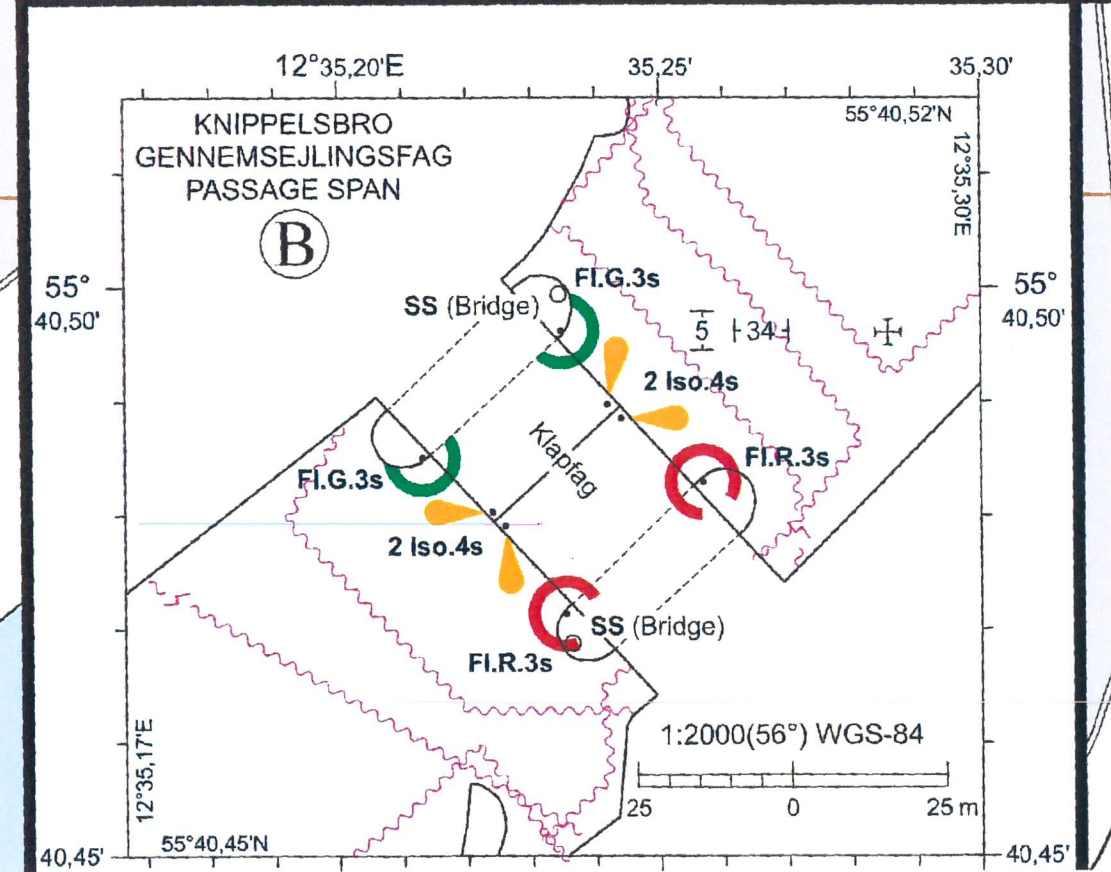 12°35,20'E
35,25'
35,30'
KNIPPELSBRO
GENNEMSEJLINGSFAG
PASSAGE SPAN
B
55°40,52'N
12°35,30'E
55°
40,50'
55°
40,50'
Fl.G.3s
SS (Bridge)
5
34
2 Iso.4s
Klapfag
Fl.G.3s
Fl.R.3s
2 Iso.4s
SS (Bridge)
Fl.R.3s
1:2000(56°) WGS-84
25
0
25 m
12°35,17'E
55°40,45'N
40,45'
40,45'